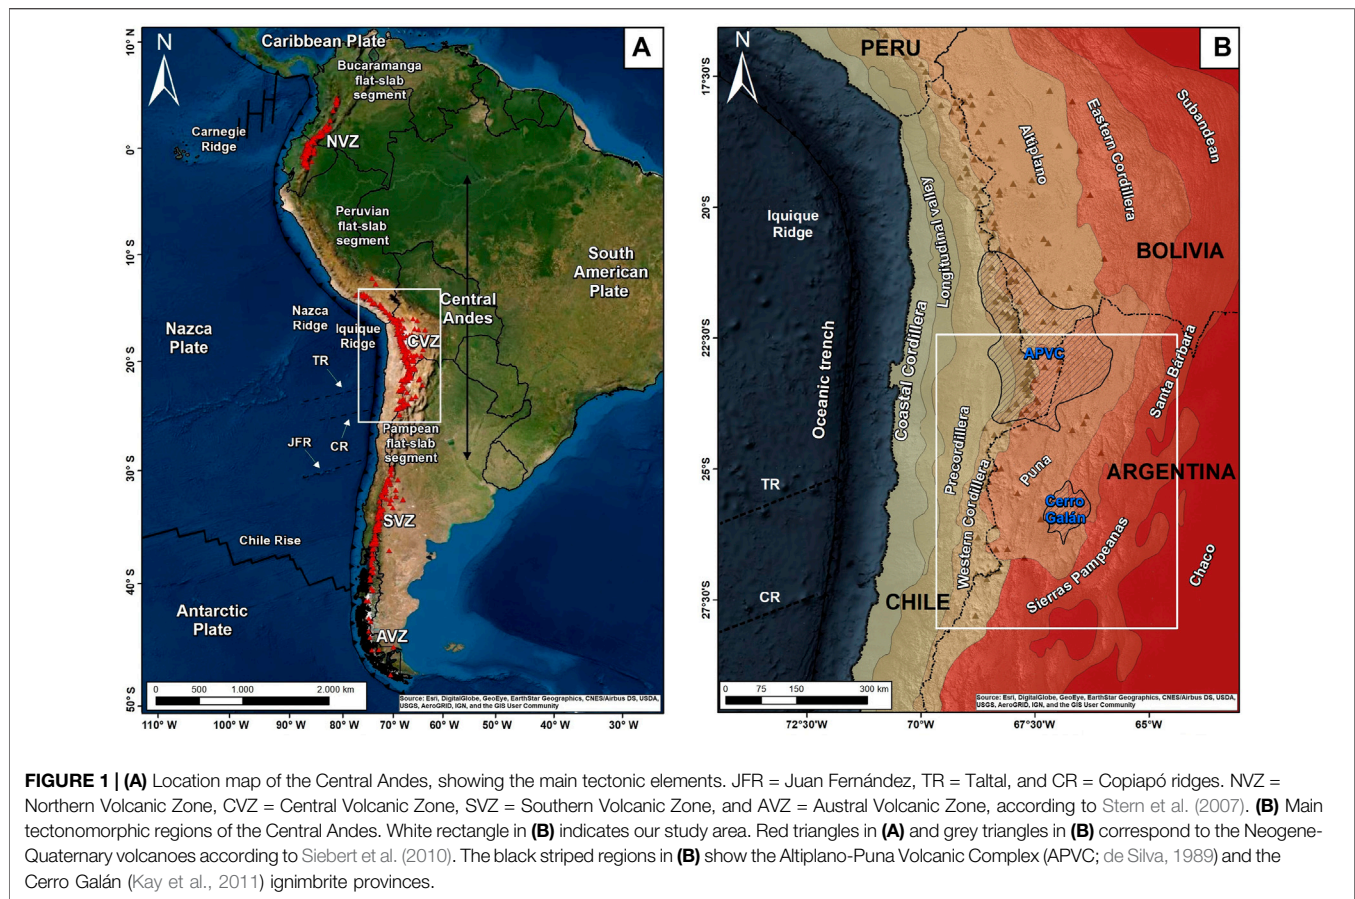 A
N
Caribbean Plate
Bucaramanga
flat-slab
segment
Carnegie
Ridge
NVZ
Peruvian
flat-slab
segment
South
American
Plate
Central
Andes
Nazca
Ridge
Iquique
Ridge
CVZ
Nazca
Plate
TR
JFR
CR
Pampean
flat-slab
segment
SVZ
Chile Rise
Antarctic
Plate
AVZ
0 500 1.000 2.000 km
Source: Esri, DigitalGlobe, GeoEye, EarthStar Geographics, CNES/Airbus DS, USDA,
USGS, AeroGRID, IGN, and the GIS User Community
10° N
0°
10° S
20° S
30° S
40° S
50° S
110° W 100° W 90° W 80° W 70° W 60° W 50° W 40° W 30° W
B
N
PERU
Altiplano
Eastern Cordillera
Subandean
Iquique
Ridge
Longitudinal valley
BOLIVIA
Oceanic trench
Coastal Cordillera
APVC
Santa Bárbara
Precordillera
Western Cordillera
Puna
ARGENTINA
Cerro
Galán
TR
Sierras Pampeanas
Chaco
CR
CHILE
0 75 150 300 km
Source: Esri, DigitalGlobe, GeoEye, EarthStar Geographics, CNES/Airbus DS, USDA,
USGS, AeroGRID, IGN, and the GIS User Community
17°30'S
20°S
22°30'S
25°S
27°30'S
72°30'W 70°W 67°30'W 65°W
FIGURE 1 | (A) Location map of the Central Andes, showing the main tectonic elements. JFR = Juan Fernández, TR = Taltal, and CR = Copiapó ridges. NVZ =
Northern Volcanic Zone, CVZ = Central Volcanic Zone, SVZ = Southern Volcanic Zone, and AVZ = Austral Volcanic Zone, according to Stern et al. (2007). (B) Main
tectonomorphic regions of the Central Andes. White rectangle in (B) indicates our study area. Red triangles in (A) and grey triangles in (B) correspond to the Neogene-
Quaternary volcanoes according to Siebert et al. (2010). The black striped regions in (B) show the Altiplano-Puna Volcanic Complex (APVC; de Silva, 1989) and the
Cerro Galán (Kay et al., 2011) ignimbrite provinces.